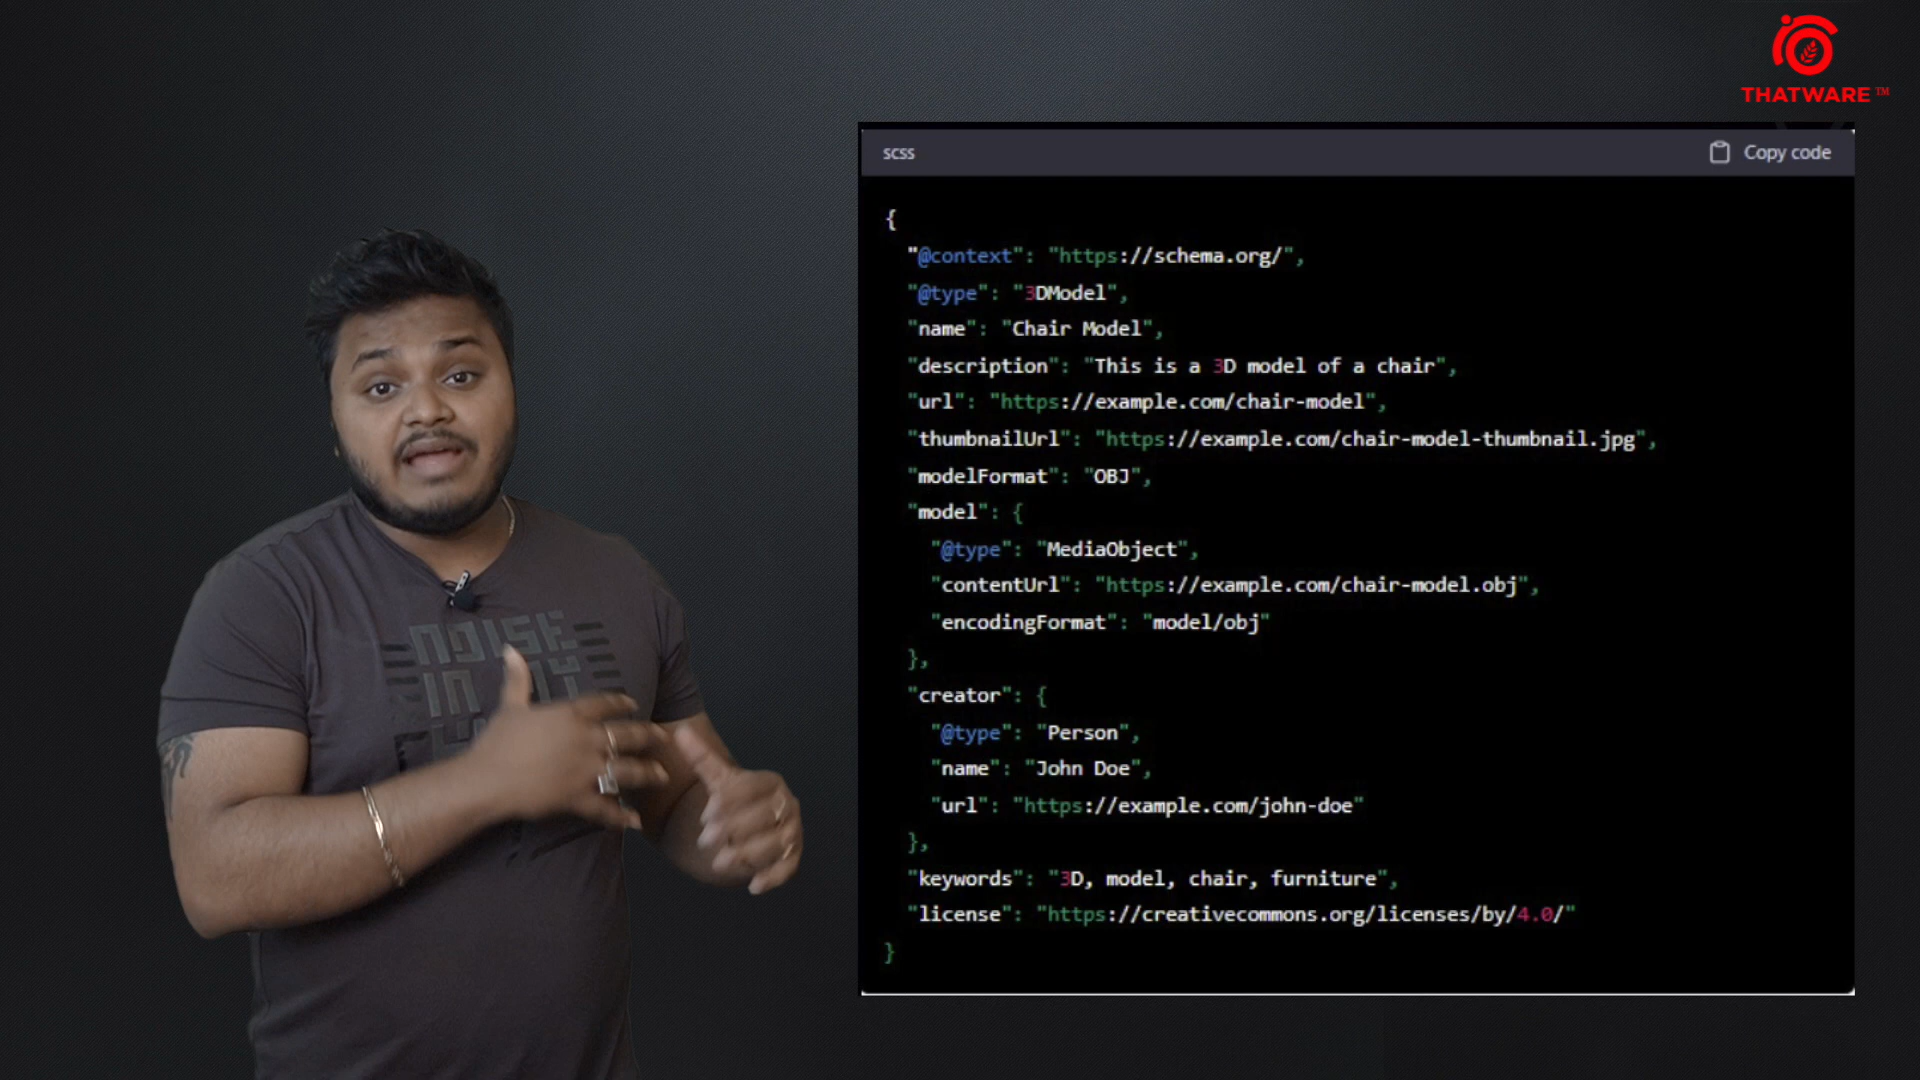 THATWARE™
scss
Copy code
{
"@context": "https://schema.org/",
"@type": "3DModel",
"name": "Chair Model",
"description": "This is a 3D model of a chair",
"url": "https://example.com/chair-model",
"thumbnailUrl": "https://example.com/chair-model-thumbnail.jpg",
"modelFormat": "OBJ",
"model": {
"@type": "MediaObject",
"contentUrl": "https://example.com/chair-model.obj",
"encodingFormat": "model/obj"
},
"creator": {
"@type": "Person",
"name": "John Doe",
"url": "https://example.com/john-doe"
},
"keywords": "3D, model, chair, furniture",
"license": "https://creativecommons.org/licenses/by/4.0/"
}
NOISE
IN MY